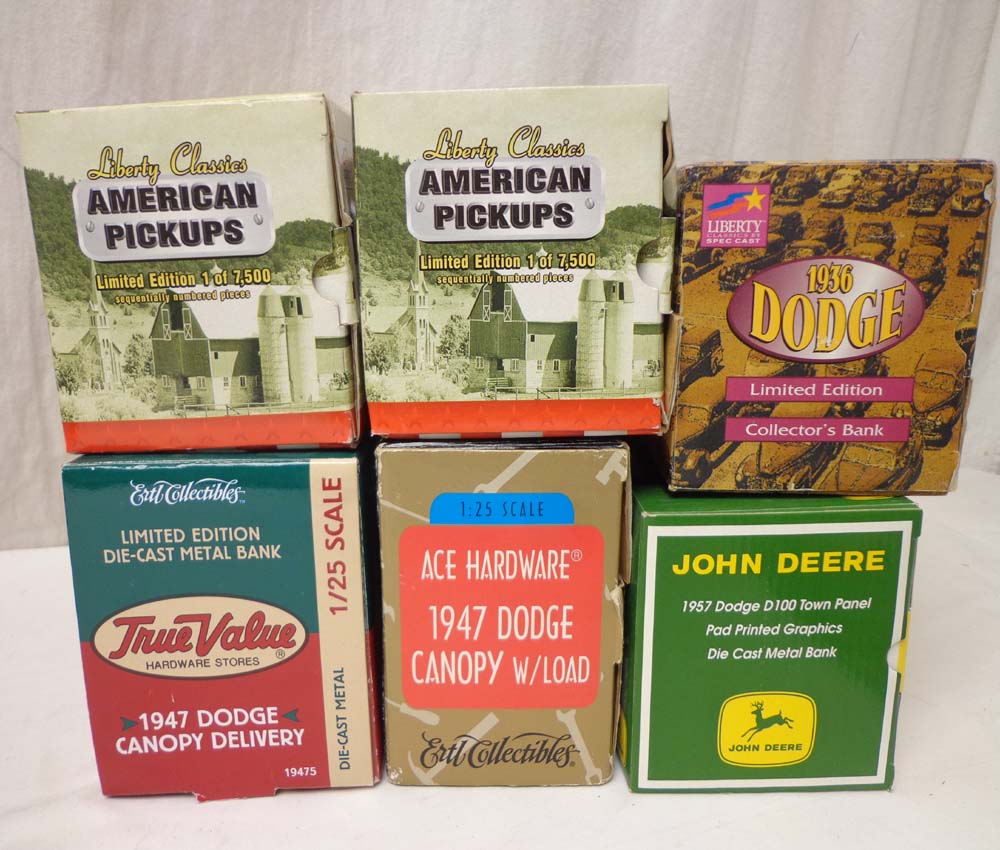 Liberty Classics
AMERICAN
PICKUPS
Limited Edition 1 of 7,500
sequentially numbered pieces
Liberty Classics
AMERICAN
PICKUPS
Limited Edition 1 of 7,500
sequentially numbered pieces
LIBERTY
CLASSICS BY
SPEC CAST
1936
DODGE
Limited Edition
Collector's Bank
Ertl Collectibles™
LIMITED EDITION
DIE-CAST METAL BANK
True Value
HARDWARE STORES ®
1947 DODGE
CANOPY DELIVERY
19475
1/25 SCALE
DIE-CAST METAL
1:25 SCALE
ACE HARDWARE®
1947 DODGE
CANOPY W/LOAD
Ertl Collectibles®
JOHN DEERE
1957 Dodge D100 Town Panel
Pad Printed Graphics
Die Cast Metal Bank
JOHN DEERE